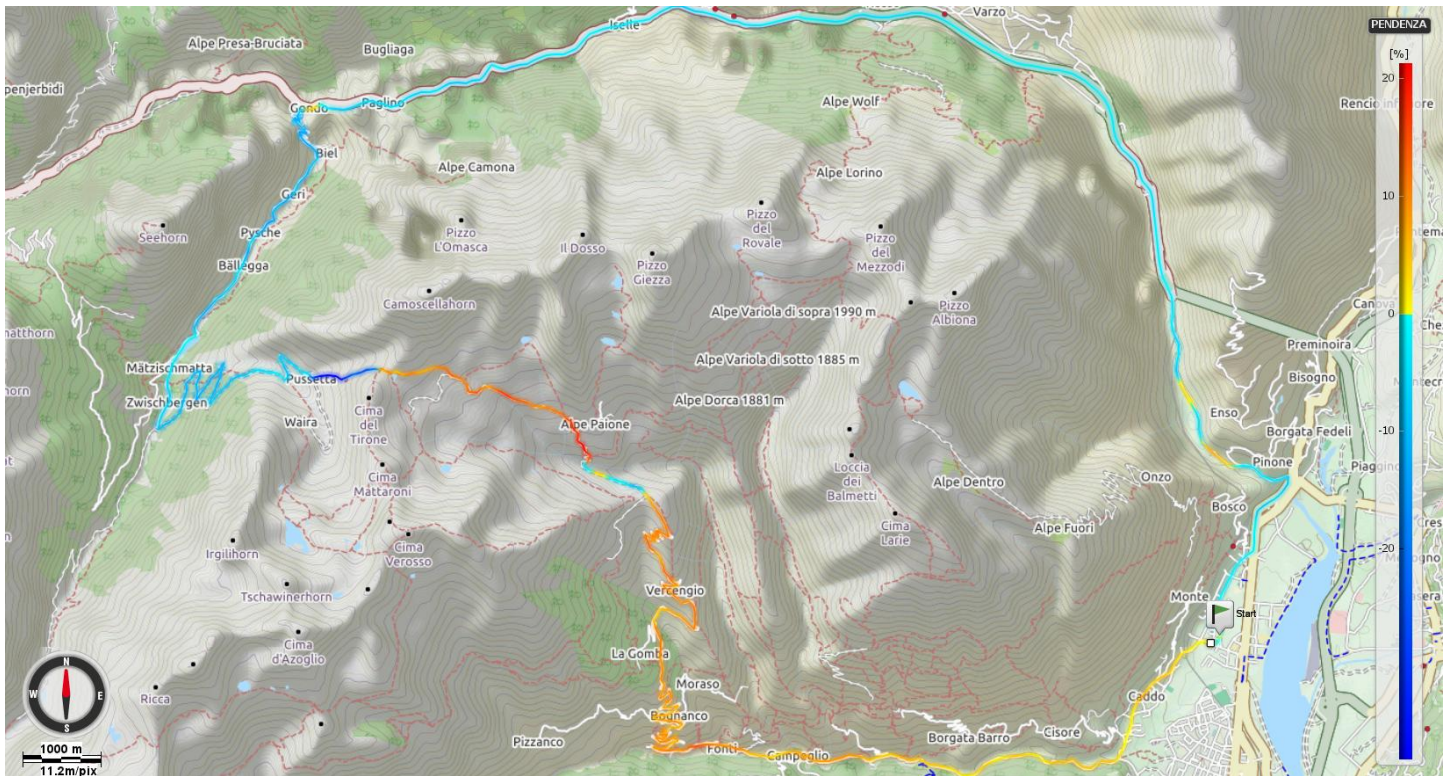 Iselle
Varzo
PENDENZA
[%]
Alpe Presa-Bruciata
Bugliaga
20
penjerbidi
Gondo
Paglino
Alpe Wolf
Biel
Alpe Camona
Alpe Lorino
10
Geri
Seehorn
Pysche
Pizzo
L'Omasca
Il Dosso
Pizzo
del
Rovale
Pizzo
del
Mezzodì
Bällegga
Pizzo
Giezza
Camoscellahorn
Alpe Variola di sopra 1990 m
Pizzo
Albiona
0
Preminoira
Mätzischmatta
Pussetta
Alpe Variola di sotto 1885 m
Bisogno
Zwischbergen
Waira
Cima
del
Tirone
Alpe Dorca 1881 m
Enso
Alpe Paione
Borgata Fedeli
-10
Cima
Mattaroni
Loccia
dei
Balmetti
Alpe Dentro
Onzo
Pinone
Bosco
Irgilihorn
Cima
Verosso
Cima
Larie
Alpe Fuori
-20
Tschawinerhorn
Vercengio
Monte
Start
Cima
d'Azoglio
La Gomba
Ricca
Moraso
Caddo
Bognanco
Fonti
Pizzanco
Campeglio
Borgata Barro
Cisore
N
W
E
S
1000 m
11.2m/pix